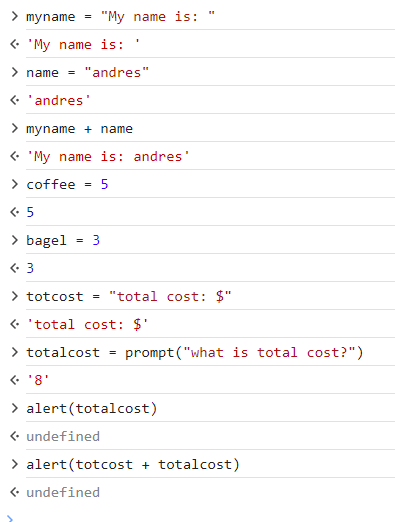 > myname = "My name is: "
<· 'My name is: '
> name = "andres"
<· 'andres'
> myname + name
<· 'My name is: andres'
> coffee = 5
<· 5
> bagel = 3
<· 3
> totcost = "total cost: $"
<· 'total cost: $'
> totalcost = prompt("what is total cost?")
<· '8'
> alert(totalcost)
<· undefined
> alert(totcost + totalcost)
<· undefined
>